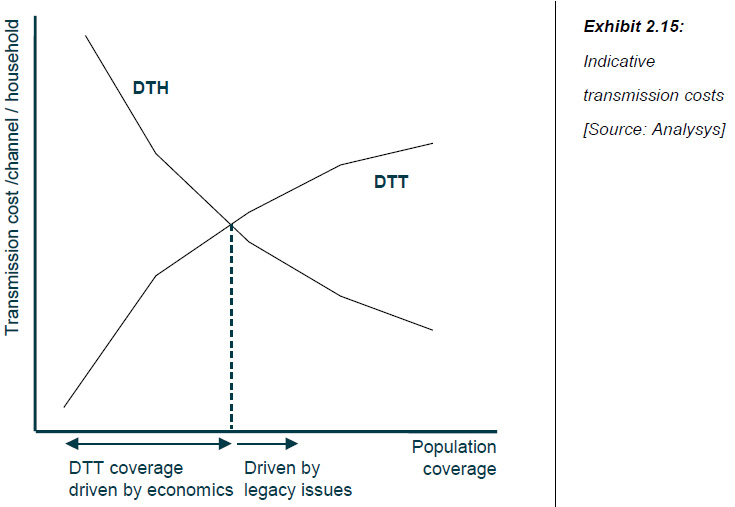 Transmission cost /channel / household
DTH
DTT
Population
coverage
DTT coverage
driven by economics
Driven by
legacy issues
Exhibit 2.15:
Indicative
transmission costs
[Source: Analysys]